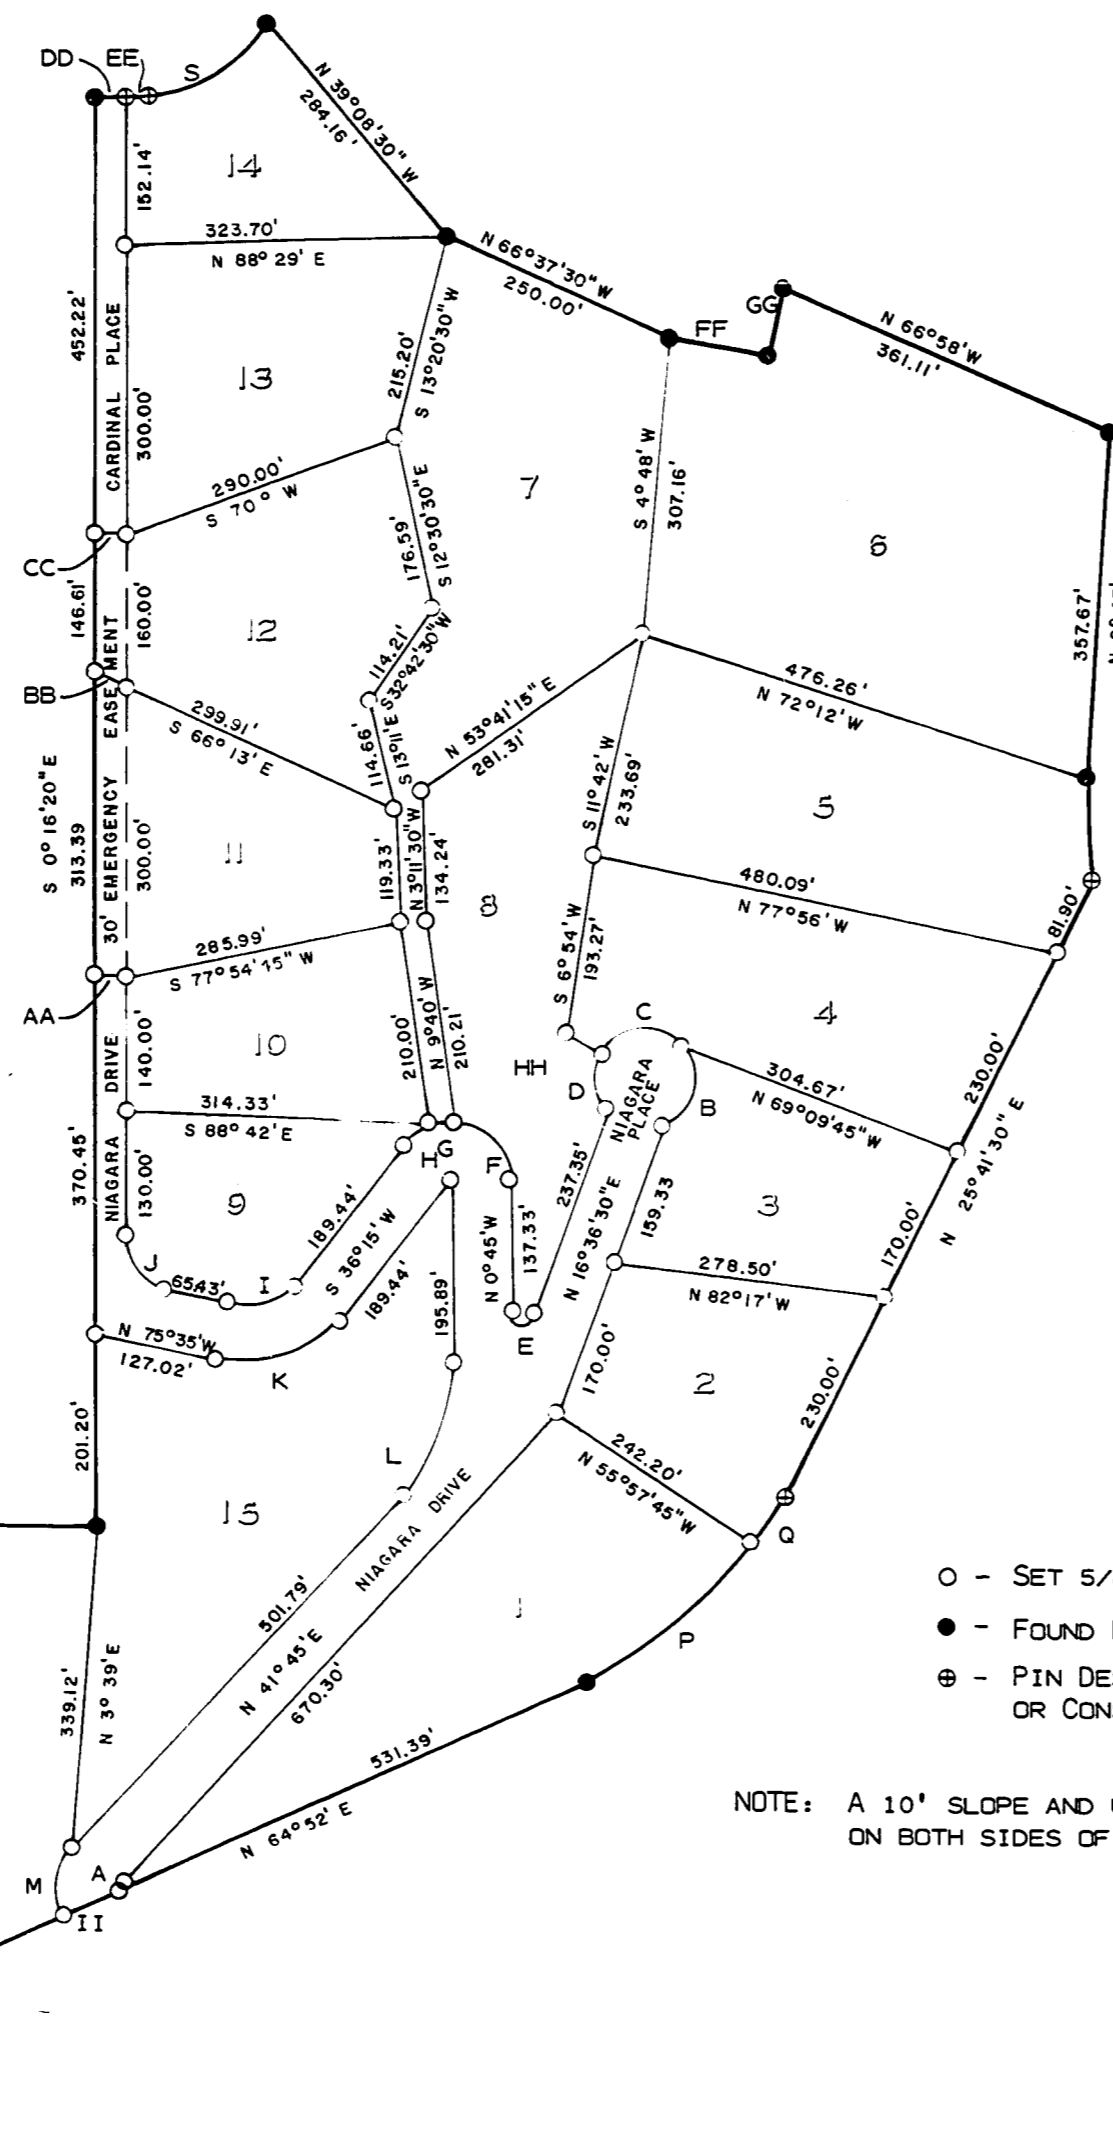 DD
EE
S
N 39°08'30" W
284.16'
14
152.14'
323.70'
N 88° 29' E
N 66°37'30" W
250.00'
FF
GG
N 66°58' W
361.11'
452.22'
CARDINAL PLACE
300.00'
13
215.20'
S 13°20'30" W
290.00'
S 70° W
7
S 4°48' W
307.16'
6
357.67'
CC
146.61'
160.00'
12
176.59'
S 12°30'30" E
114.21'
S32°42'30"W
BB
299.91'
S 66°13' E
114.66'
S 13°11' E
N 53°41'15" E
281.31'
476.26'
N 72°12' W
S 0°16'20" E
313.39
30' EMERGENCY EASEMENT
300.00'
11
119.33'
N 3°11'30" W
134.24'
8
S 11°42' W
233.69'
5
480.09'
N 77°56' W
81.90'
285.99'
S 77°54'45" W
AA
S 6°54' W
193.27'
C
4
HH
D
NIAGARA
PLACE
B
304.67'
N 69°09'45" W
230.00'
N 25°41'30" E
NIAGARA DRIVE
140.00'
10
210.00'
N 9°40' W
210.21'
314.33'
S 88°42' E
370.45'
130.00'
9
H
G
F
189.44'
S 36°15' W
189.44'
195.89'
N 0°45' W
137.33'
237.35'
N 16°36'30" E
159.33
3
278.50'
N 82°17' W
170.00'
J
65.43'
I
N 75°35' W
127.02'
K
E
170.00'
2
230.00'
201.20'
L
242.20'
N 55°57'45" W
Q
15
NIAGARA DRIVE
501.79'
N 41°45' E
670.30'
1
P
339.12'
N 3°39' E
531.39'
N 64°52' E
M
A
II
○ - SET 5/
● - FOUND
⊕ - PIN DE
OR CON
NOTE: A 10' SLOPE AND
ON BOTH SIDES OF